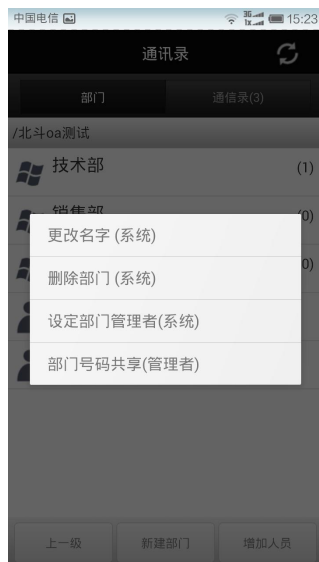 中国电信 3G 1X 15:23
通讯录
部门 通信录(3)
/北斗oa测试
技术部 (1)
销售部 (0)
0)
更改名字 (系统)
删除部门 (系统)
设定部门管理者(系统)
部门号码共享(管理者)
上一级 新建部门 增加人员